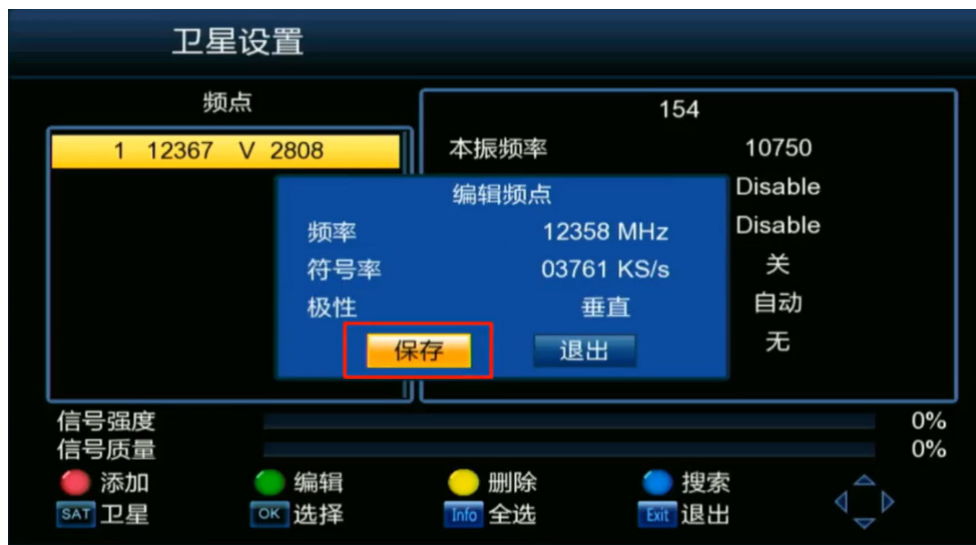 卫星设置
频点
154
1 12367 V 2808
本振频率 10750
Disable
Disable
关
自动
无
编辑频点
频率 12358 MHz
符号率 03761 KS/s
极性 垂直
保存 退出
信号强度 0%
信号质量 0%
添加 编辑 删除 搜索
SAT 卫星 OK 选择 Info 全选 Exit 退出